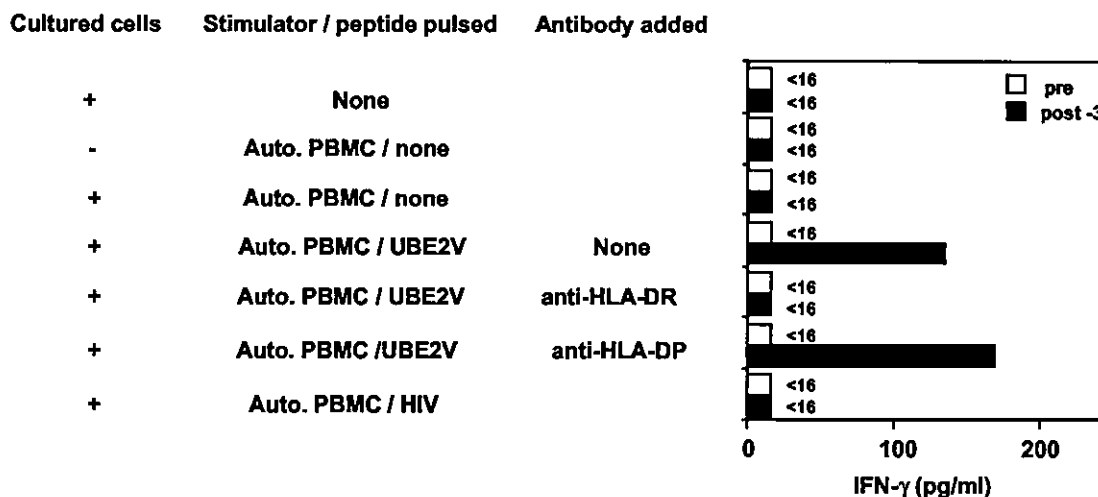 Cultured cells Stimulator / peptide pulsed Antibody added
+ None <16 <16
- Auto. PBMC / none <16 <16
+ Auto. PBMC / none <16 <16
+ Auto. PBMC / UBE2V None <16
+ Auto. PBMC / UBE2V anti-HLA-DR <16 <16
+ Auto. PBMC /UBE2V anti-HLA-DP <16
+ Auto. PBMC / HIV <16 <16
pre
post -3
0 100 200
IFN-γ (pg/ml)